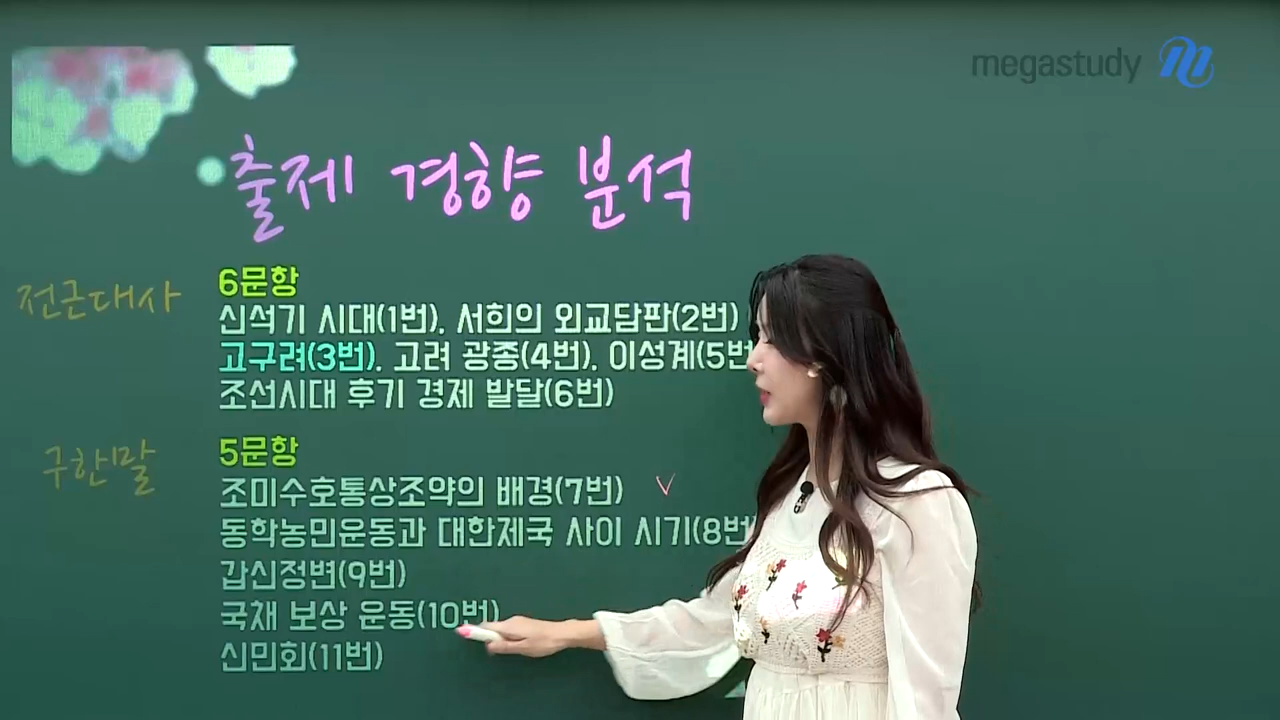 megastudy
출제 경향 분석
전근대사
6문항
신석기 시대(1번), 서희의 외교담판(2번)
고구려(3번), 고려 광종(4번), 이성계(5번
조선시대 후기 경제 발달(6번)
구한말
5문항
조미수호통상조약의 배경(7번)
동학농민운동과 대한제국 사이 시기(8번
갑신정변(9번)
국채 보상 운동(10번)
신민회(11번)